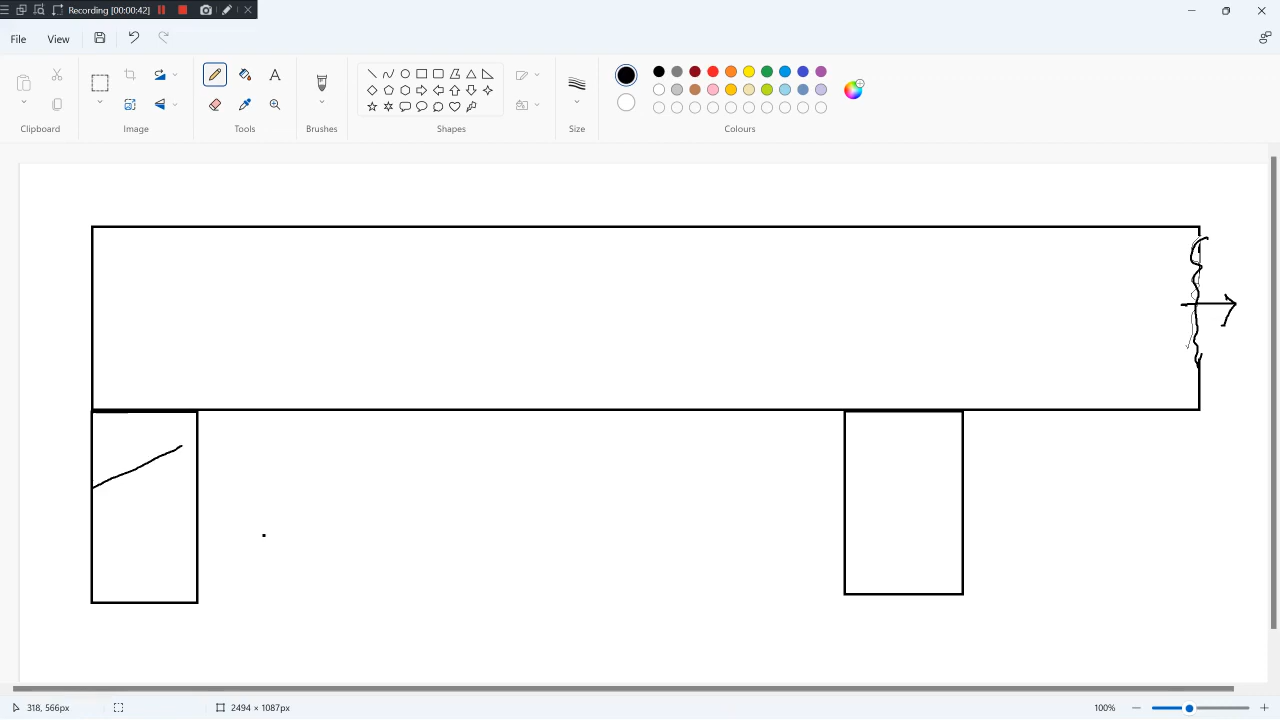 Recording [00:00:42]
File View
Clipboard Image Tools Brushes Shapes Size Colours
318, 566px 2494 × 1087px 100%